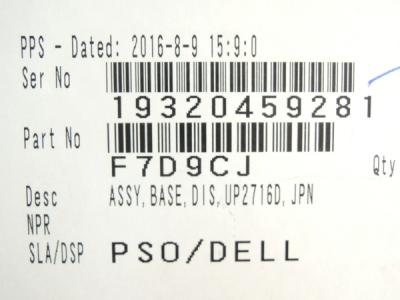 PPS - Dated: 2016-8-9 15:9:0
Ser No
19320459281
Part No
F7D9CJ Qty
Desc ASSY,BASE,DIS,UP2716D,JPN
NPR
SLA/DSP PSO/DELL